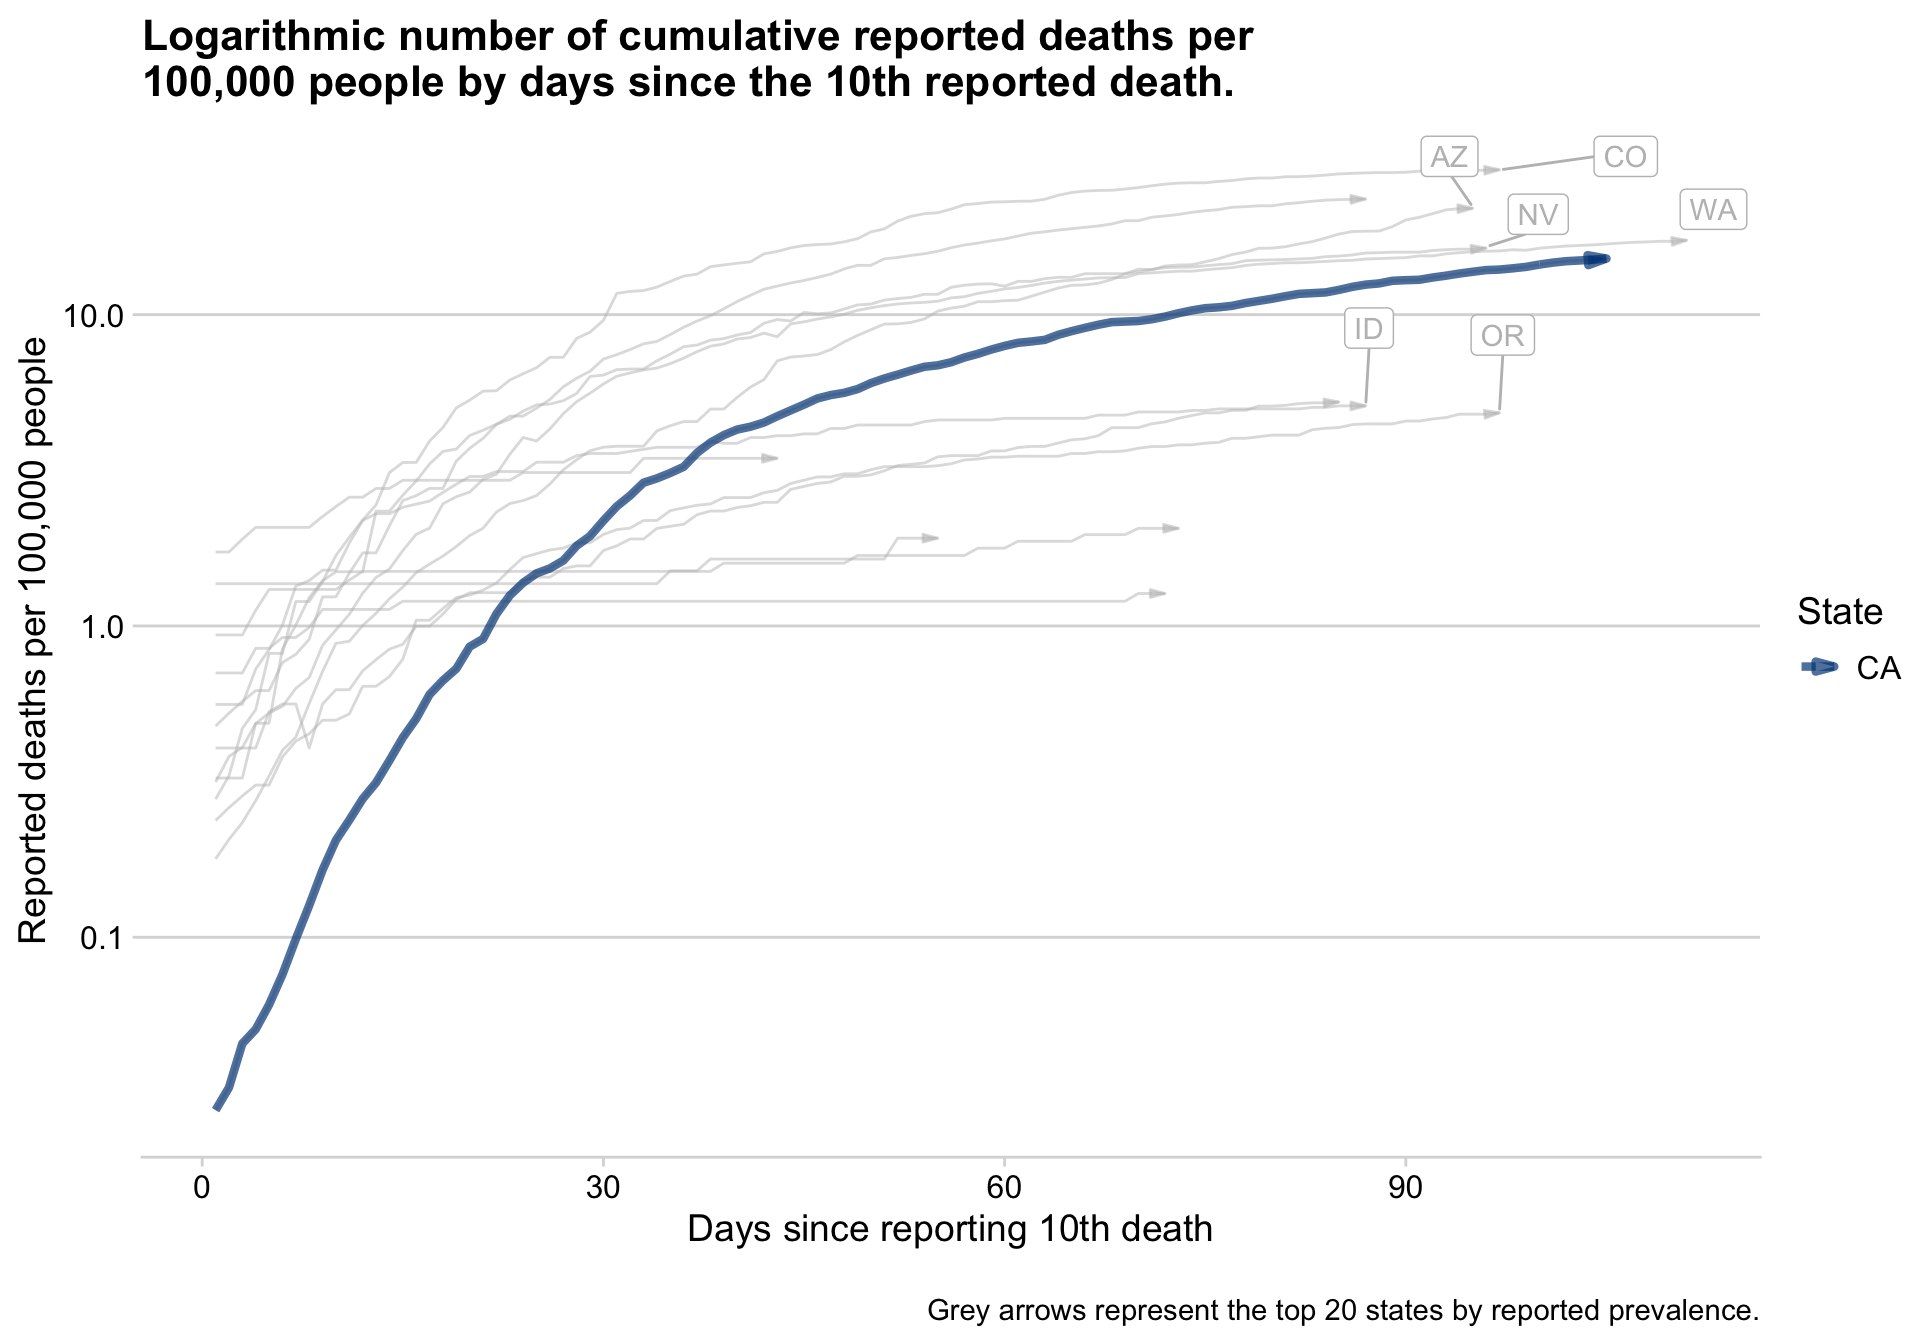 Logarithmic number of cumulative reported deaths per
100,000 people by days since the 10th reported death.
AZ
CO
NV
WA
10.0
ID
OR
Reported deaths per 100,000 people
1.0
State
CA
0.1
0
30
60
90
Days since reporting 10th death
Grey arrows represent the top 20 states by reported prevalence.